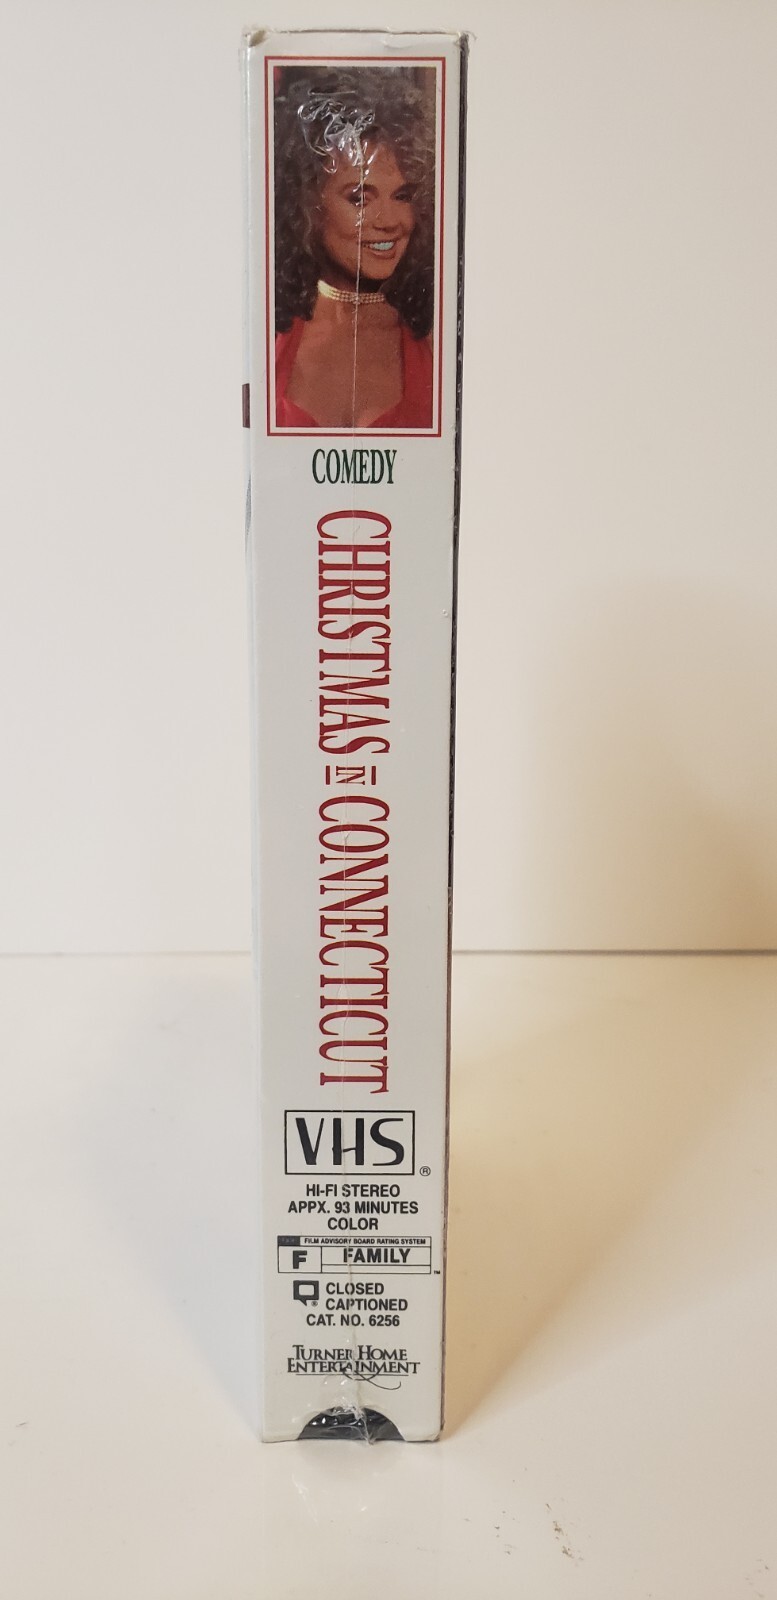 COMEDY
CHRISTMAS IN CONNECTICUT
VHS ®
HI-FI STEREO
APPX. 93 MINUTES
COLOR
FILM ADVISORY BOARD RATING SYSTEM
F FAMILY ™
CLOSED
® CAPTIONED
CAT. NO. 6256
TURNER HOME
ENTERTAINMENT